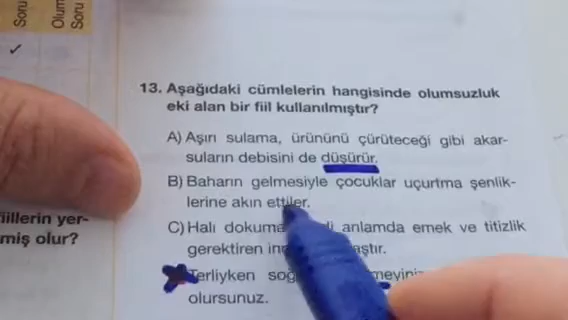 Soru
Olum
Soru
13. Aşağıdaki cümlelerin hangisinde olumsuzluk
eki alan bir fiil kullanılmıştır?
A) Aşırı sulama, ürününü çürüteceği gibi akar-
suların debisini de düşürür.
B) Baharın gelmesiyle çocuklar uçurtma şenlik-
lerine akın ettiler.
C) Halı dokuma anlamda emek ve titizlik
gerektiren
Terliyken
olursunuz.
fiillerin yer-
miş olur?